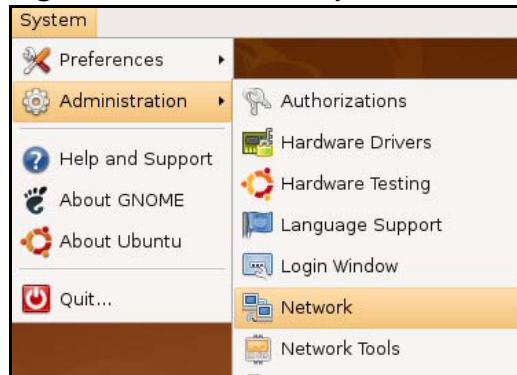 System
Preferences
Administration
Help and Support
About GNOME
About Ubuntu
Quit...
Authorizations
Hardware Drivers
Hardware Testing
Language Support
Login Window
Network
Network Tools